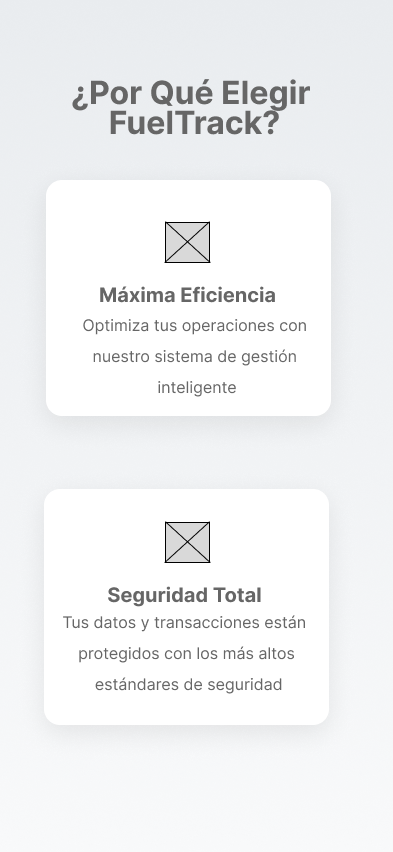 ¿Por Qué Elegir
FuelTrack?
Máxima Eficiencia
Optimiza tus operaciones con
nuestro sistema de gestión
inteligente
Seguridad Total
Tus datos y transacciones están
protegidos con los más altos
estándares de seguridad